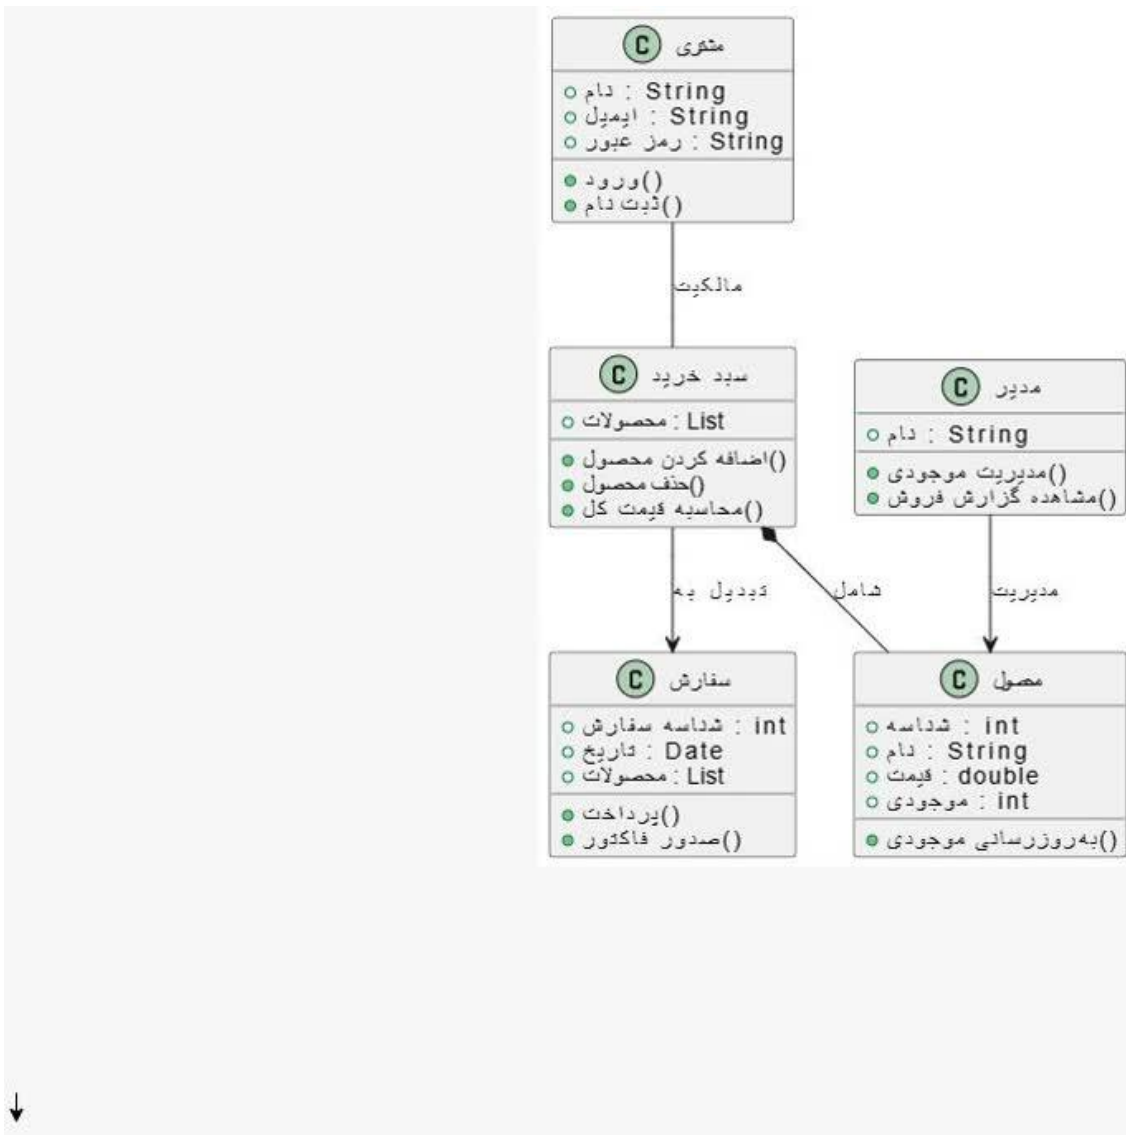 C مشتری
نام : String
ایمیل : String
رمز عبور : String
ورود()
ثبت نام()
مالکیت
C سبد خرید
محصولات : List
اضافه کردن محصول()
حذف محصول()
محاسبه قیمت کل()
C مدیر
نام : String
مدیریت موجودی()
مشاهده گزارش فروش()
تبدیل به
شامل
مدیریت
C سفارش
شناسه سفارش : int
تاریخ : Date
محصولات : List
پرداخت()
صدور فاکتور()
C محصول
شناسه : int
نام : String
قیمت : double
موجودی : int
به‌روزرسانی موجودی()